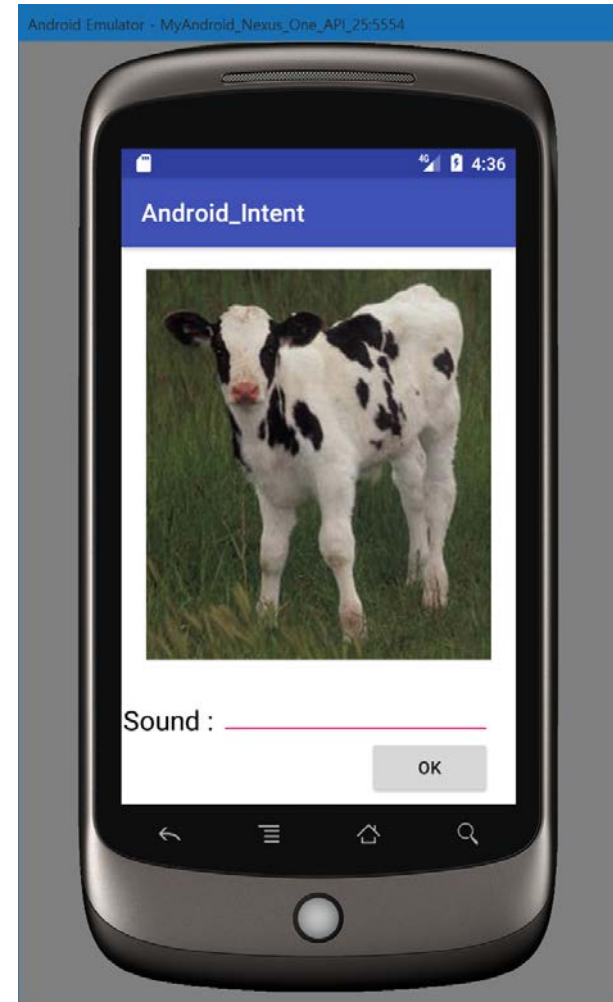 Android Emulator - MyAndroid_Nexus_One_API_25:5554
4G 4:36
Android_Intent
Sound :
OK